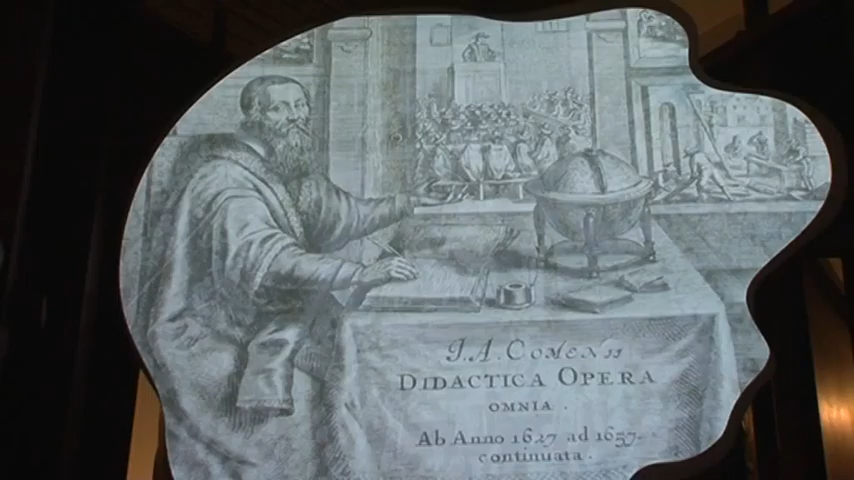 J. A. Comenii
Didactica Opera
omnia.
Ab Anno 1627 ad 1657.
continuata.